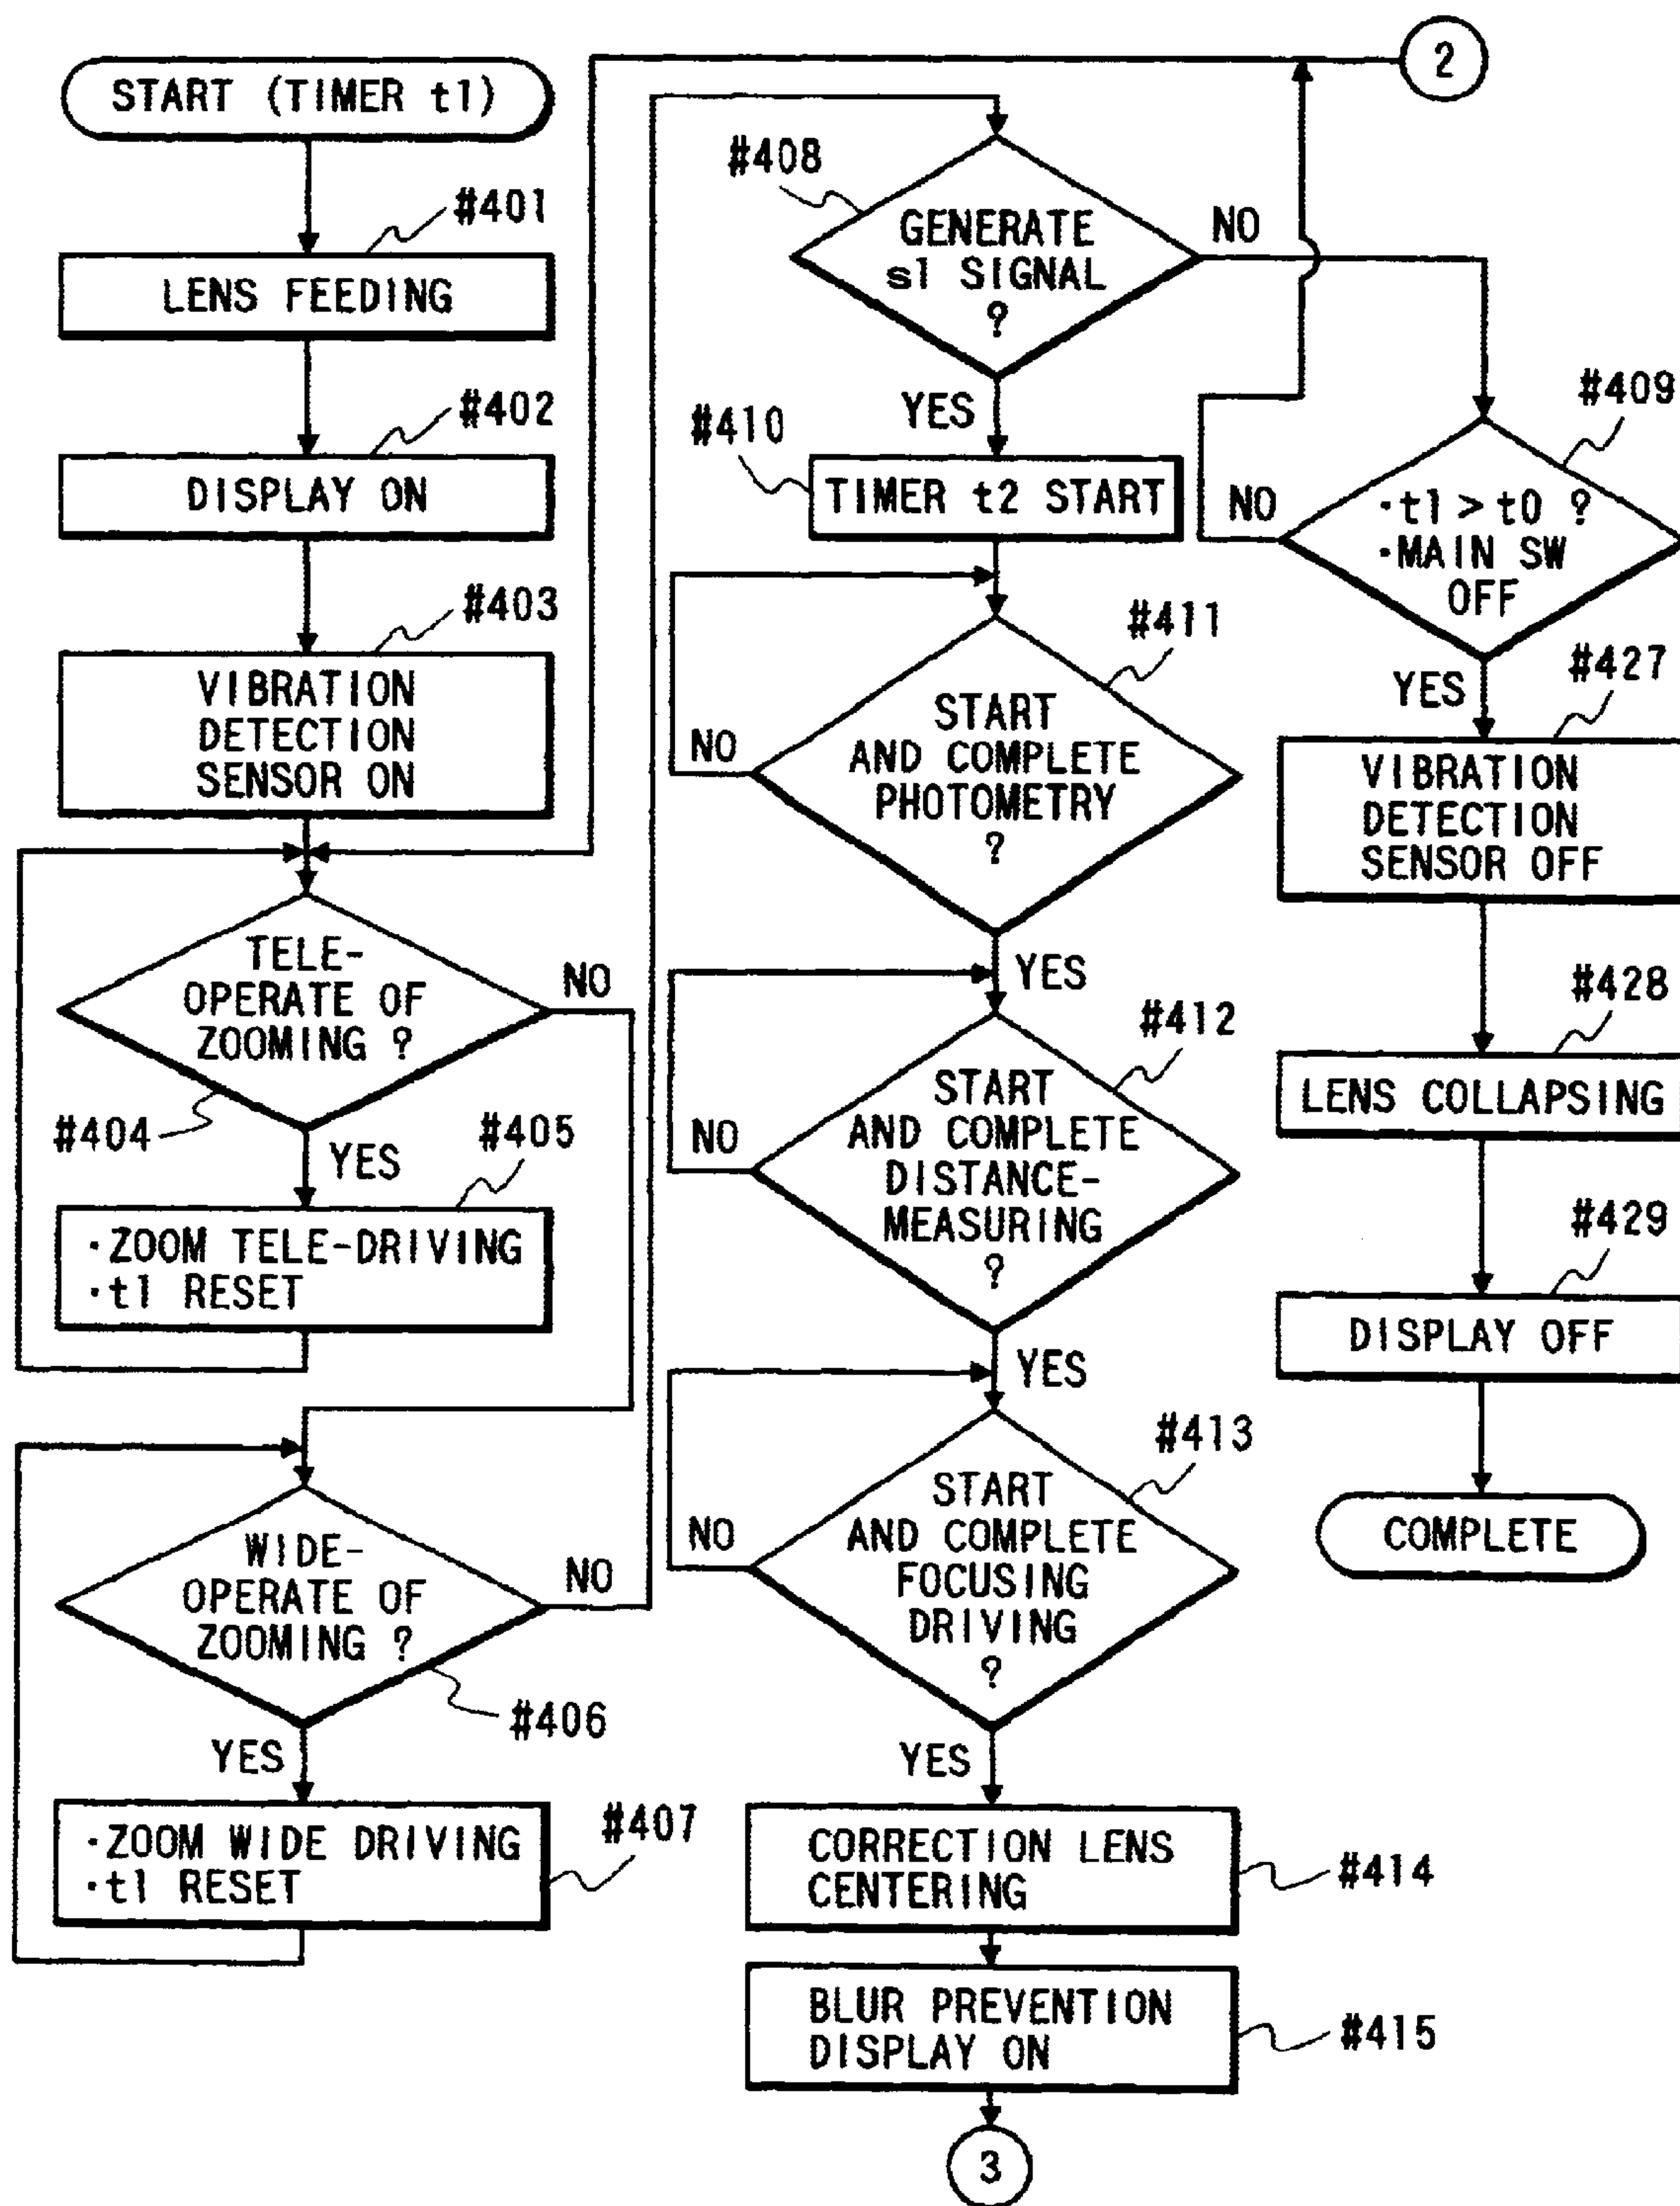 START (TIMER t1)
#401
LENS FEEDING
#402
DISPLAY ON
#403
VIBRATION
DETECTION
SENSOR ON
TELE-
OPERATE OF
ZOOMING ?
NO
#404
YES
#405
·ZOOM TELE-DRIVING
·t1 RESET
WIDE-
OPERATE OF
ZOOMING ?
NO
#406
YES
·ZOOM WIDE DRIVING
·t1 RESET
#407
2
#408
GENERATE
s1 SIGNAL
?
NO
YES
#410
TIMER t2 START
#411
START
AND COMPLETE
PHOTOMETRY
?
NO
YES
#412
START
AND COMPLETE
DISTANCE-
MEASURING
?
NO
YES
#413
START
AND COMPLETE
FOCUSING
DRIVING
?
NO
YES
CORRECTION LENS
CENTERING
#414
BLUR PREVENTION
DISPLAY ON
#415
3
#409
·t1 > t0 ?
·MAIN SW
OFF
NO
YES
#427
VIBRATION
DETECTION
SENSOR OFF
#428
LENS COLLAPSING
#429
DISPLAY OFF
COMPLETE